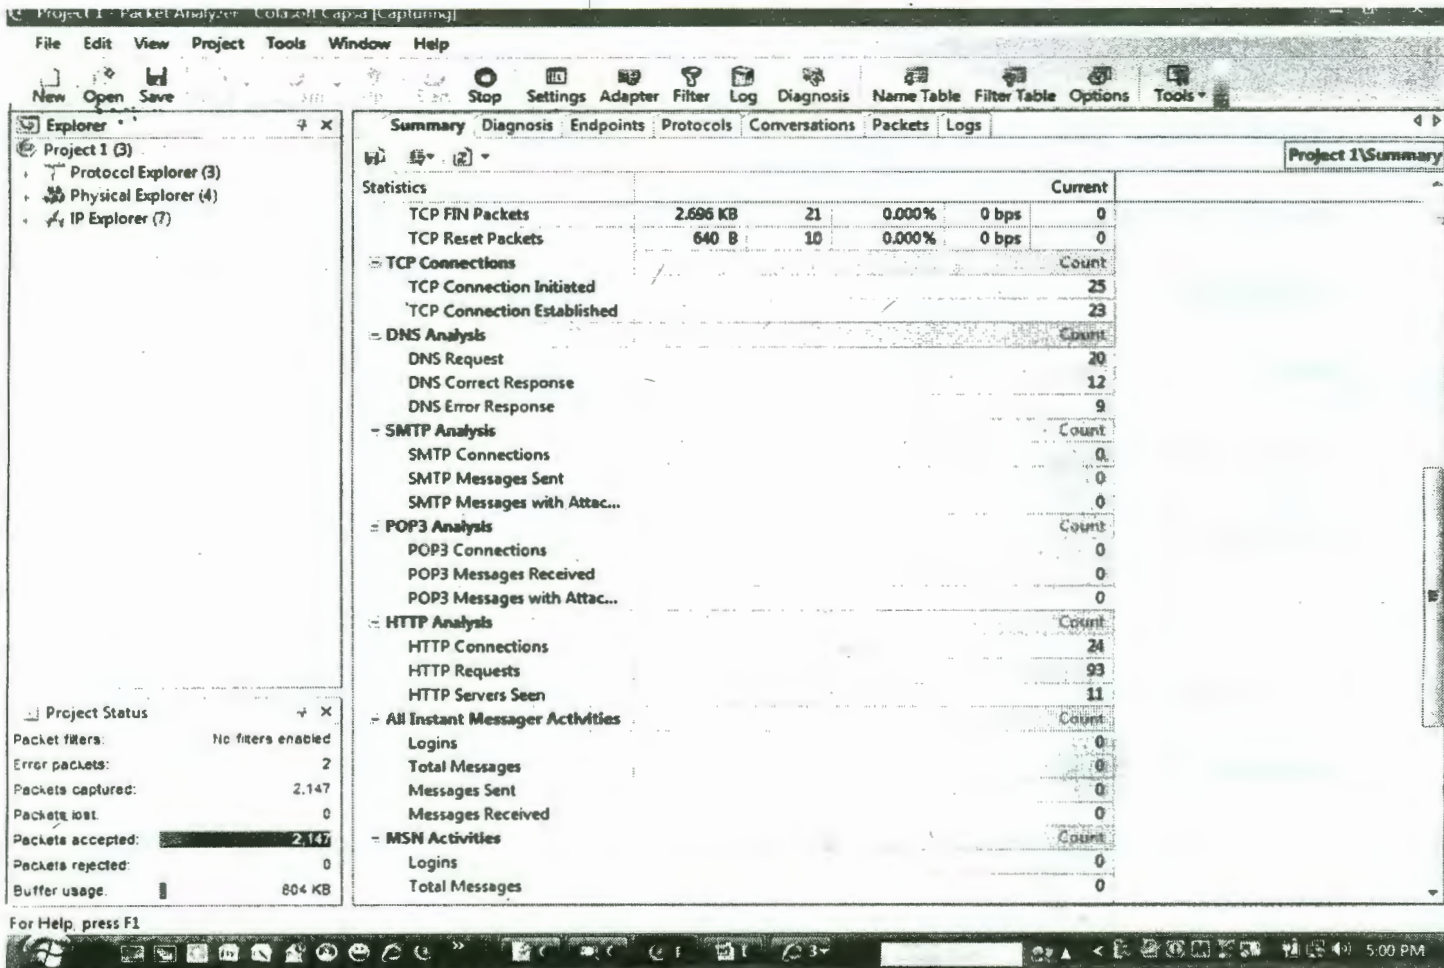 Project 1 - Packet Analyzer - Colasoft Capsa [Capturing]
File Edit View Project Tools Window Help
New Open Save Stop Settings Adapter Filter Log Diagnosis Name Table Filter Table Options Tools
Explorer
Project 1 (3)
Protocol Explorer (3)
Physical Explorer (4)
IP Explorer (7)
Summary Diagnosis Endpoints Protocols Conversations Packets Logs
Project 1\Summary
Statistics Current
TCP FIN Packets 2.696 KB 21 0.000% 0 bps 0
TCP Reset Packets 640 B 10 0.000% 0 bps 0
TCP Connections Count
TCP Connection Initiated 25
TCP Connection Established 23
DNS Analysis Count
DNS Request 20
DNS Correct Response 12
DNS Error Response 9
SMTP Analysis Count
SMTP Connections 0
SMTP Messages Sent 0
SMTP Messages with Attac... 0
POP3 Analysis Count
POP3 Connections 0
POP3 Messages Received 0
POP3 Messages with Attac... 0
HTTP Analysis Count
HTTP Connections 24
HTTP Requests 93
HTTP Servers Seen 11
All Instant Messager Activities Count
Logins 0
Total Messages 0
Messages Sent 0
Messages Received 0
MSN Activities Count
Logins 0
Total Messages 0
Project Status
Packet filters: No filters enabled
Error packets: 2
Packets captured: 2,147
Packets lost: 0
Packets accepted: 2,147
Packets rejected: 0
Buffer usage: 804 KB
For Help, press F1
5:00 PM